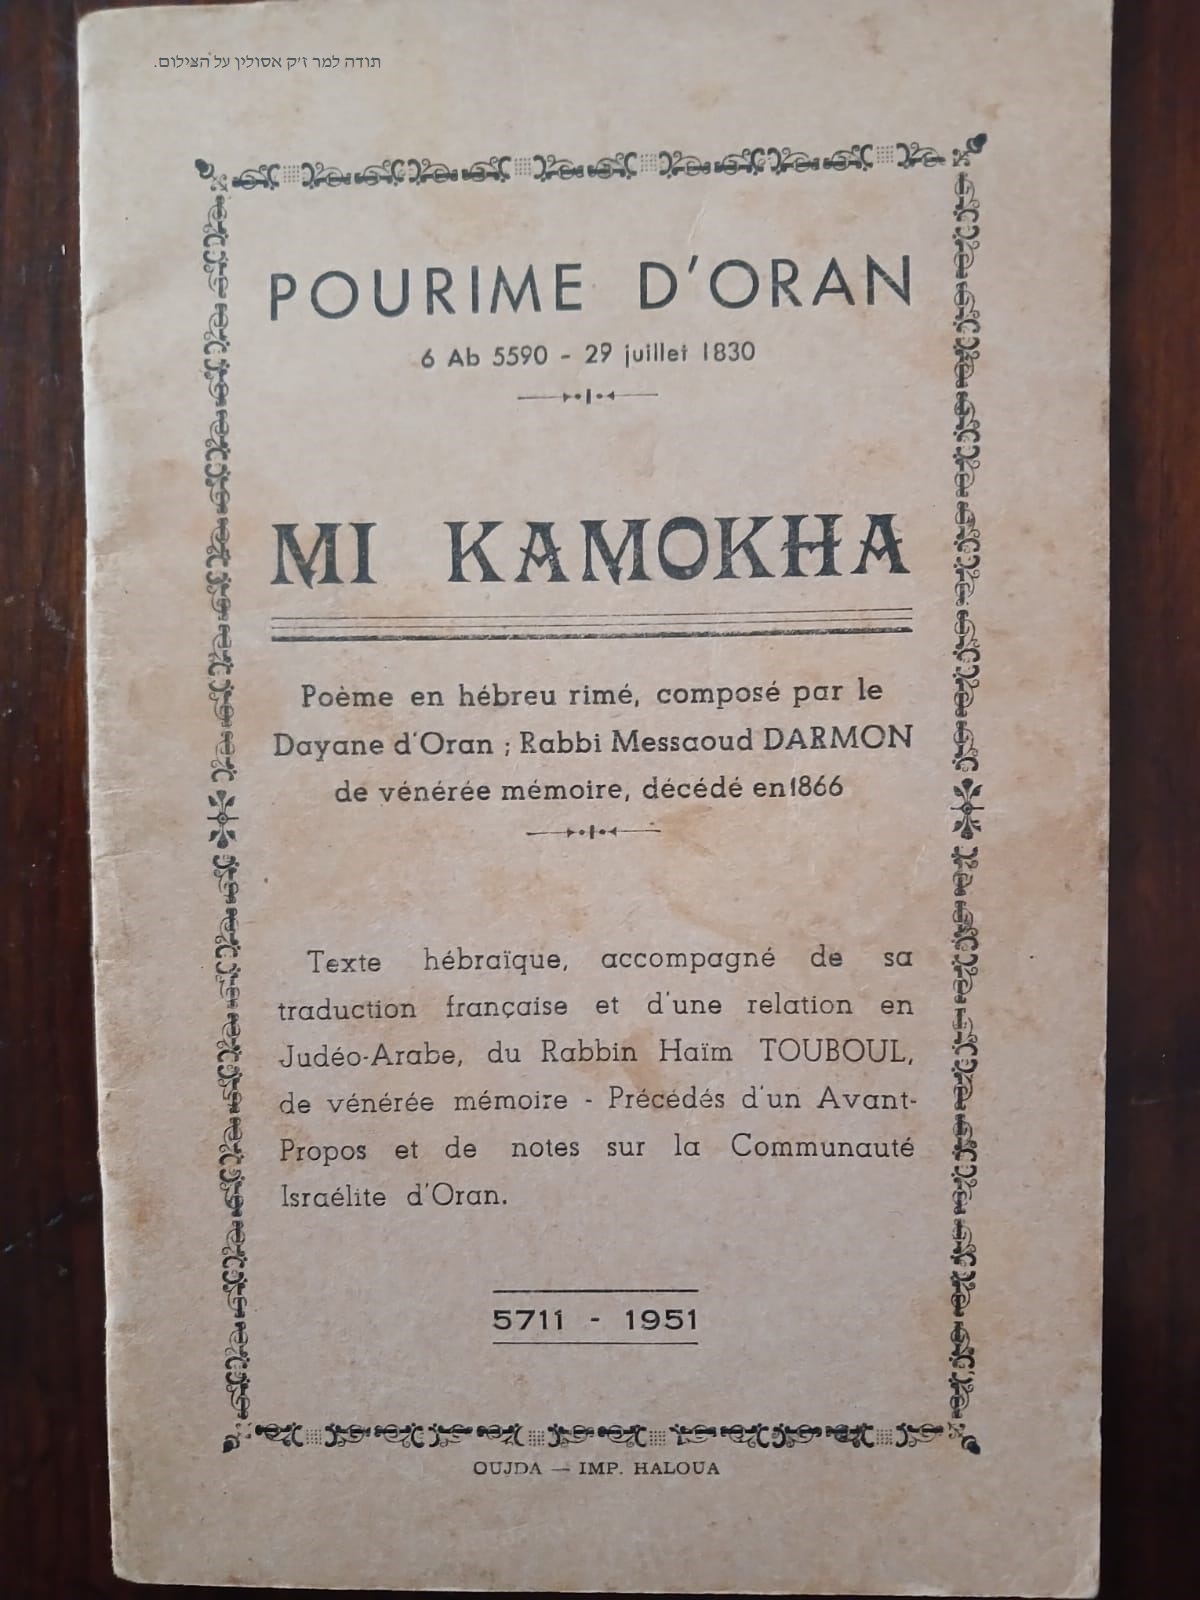 תודה למר ז'ק אסולין על הצילום.
POURIME D'ORAN
6 Ab 5590 - 29 juillet 1830
MI KAMOKHA
Poème en hébreu rimé, composé par le
Dayane d'Oran ; Rabbi Messaoud DARMON
de vénérée mémoire, décédé en 1866
Texte hébraïque, accompagné de sa
traduction française et d'une relation en
Judéo-Arabe, du Rabbin Haïm TOUBOUL,
de vénérée mémoire - Précédés d'un Avant-
Propos et de notes sur la Communauté
Israélite d'Oran.
5711 - 1951
OUJDA — IMP. HALOUA